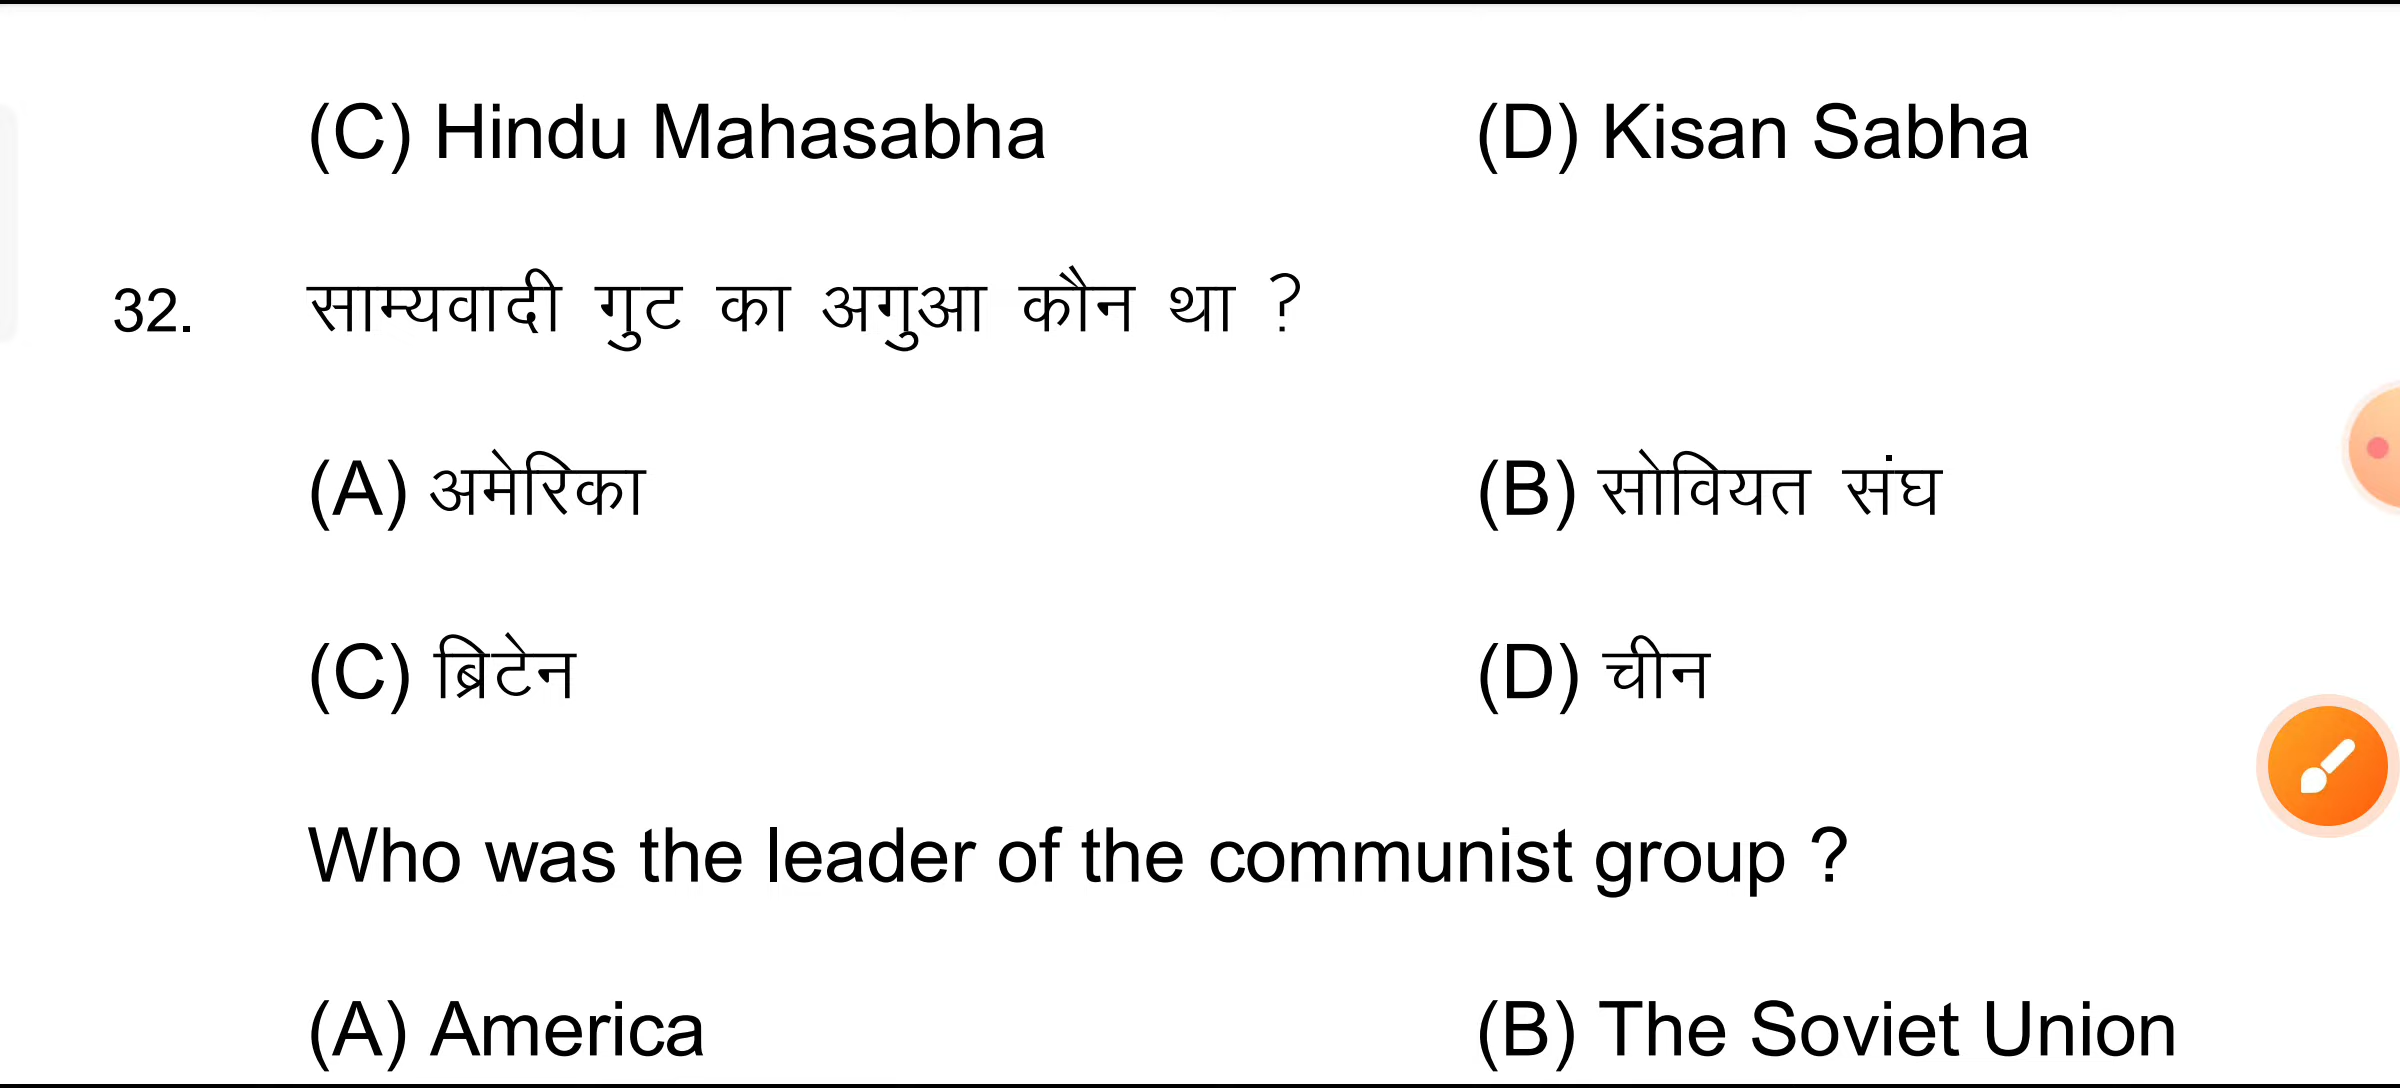 (C) Hindu Mahasabha (D) Kisan Sabha
32. साम्यवादी गुट का अगुआ कौन था ?
(A) अमेरिका (B) सोवियत संघ
(C) ब्रिटेन (D) चीन
Who was the leader of the communist group ?
(A) America (B) The Soviet Union